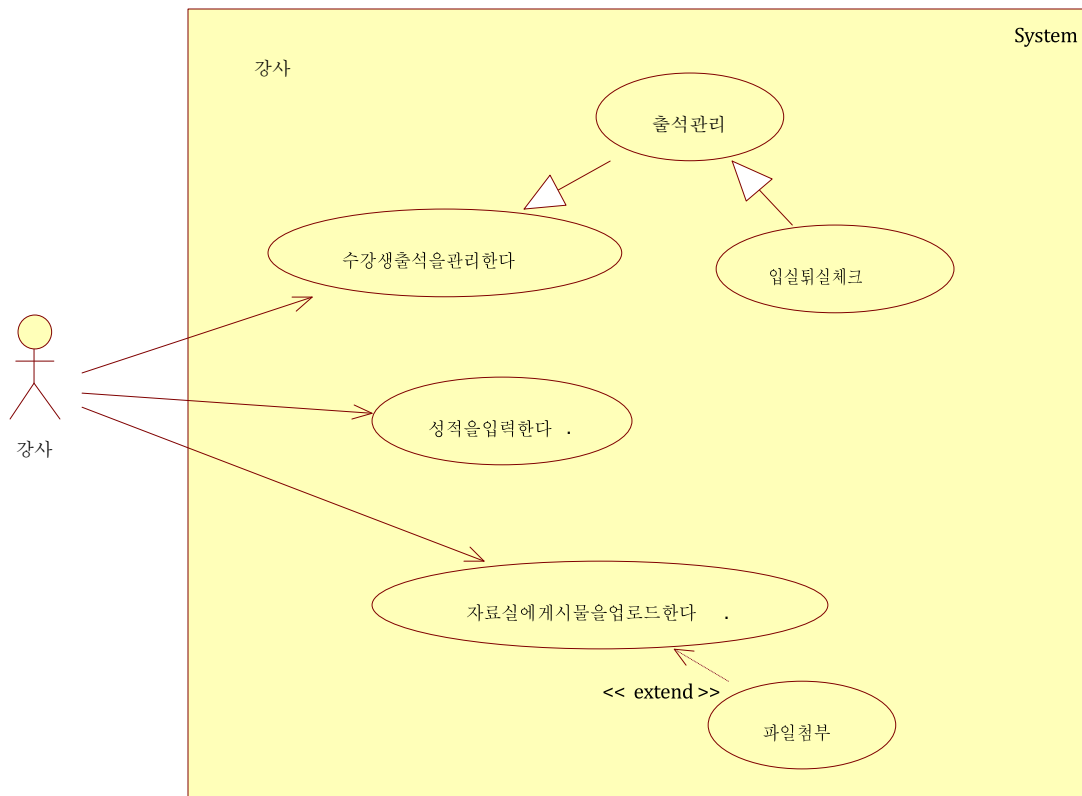 System
강사
출석관리
수강생출석을관리한다
입실퇴실체크
강사
성적을입력한다 .
자료실에게시물을업로드한다 .
<< extend >>
파일첨부